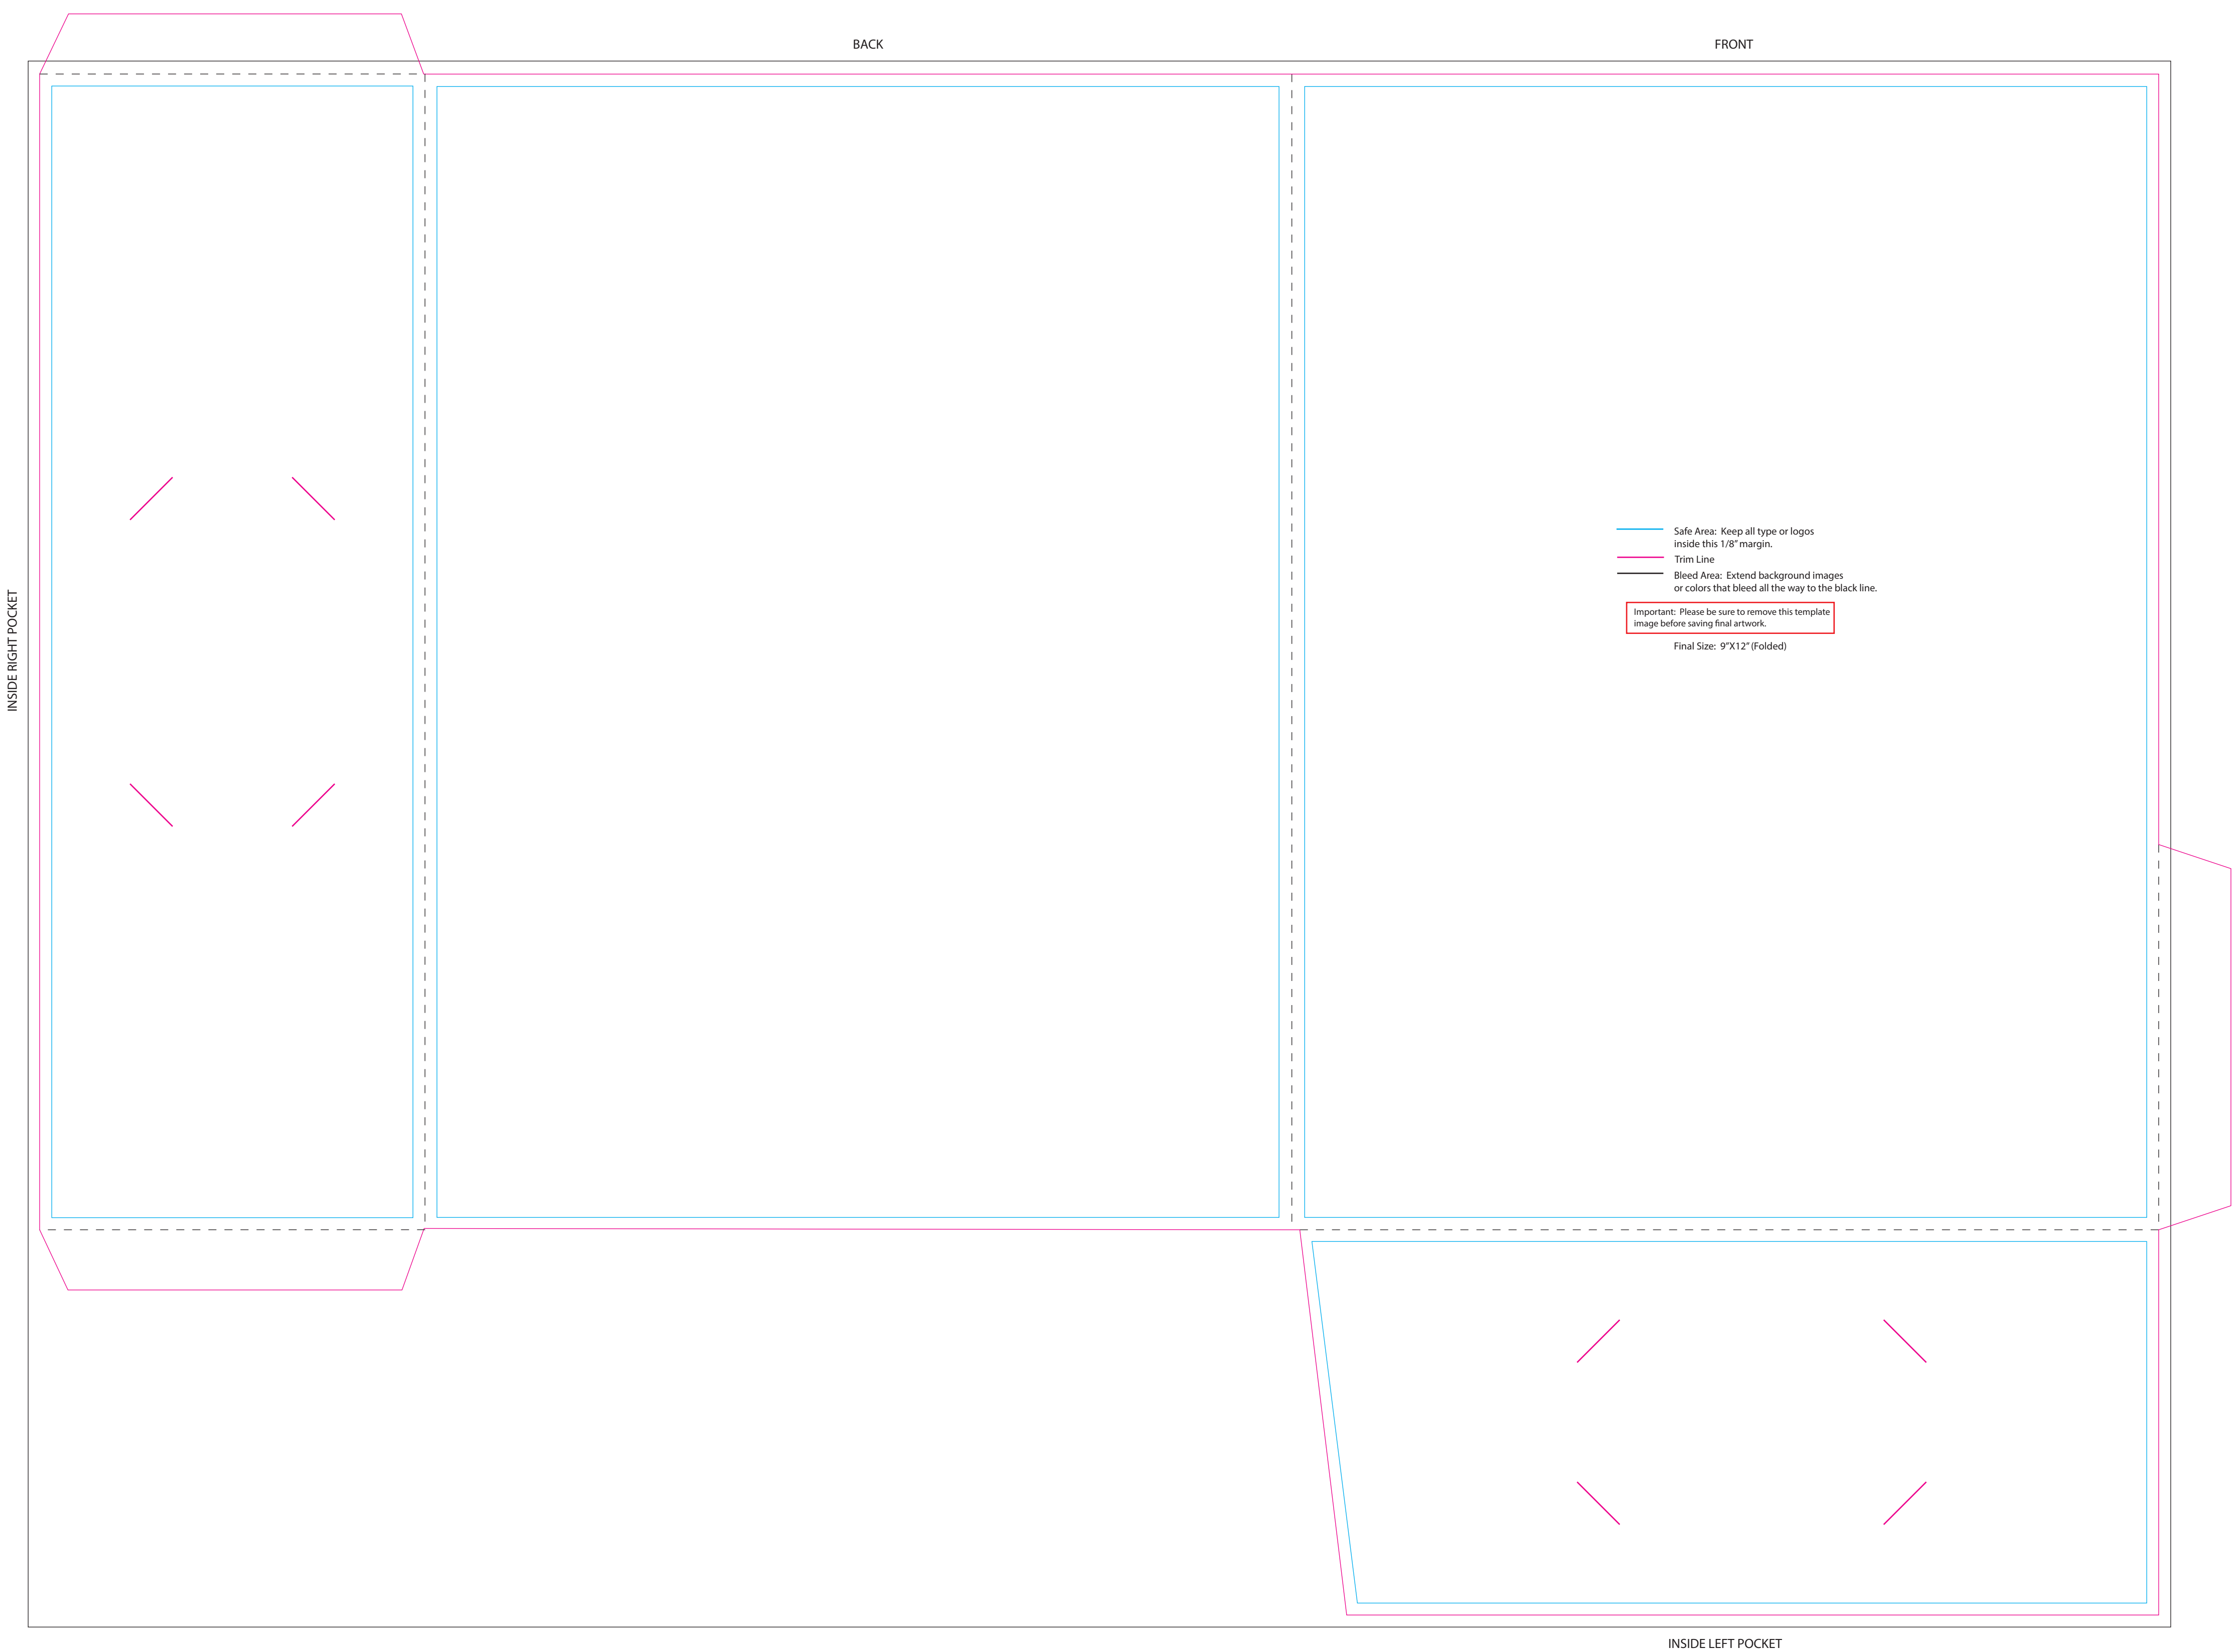 BACK
FRONT
INSIDE RIGHT POCKET
Safe Area:  Keep all type or logos
inside this 1/8” margin.
Trim Line
Bleed Area:  Extend background images
or colors that bleed all the way to the black line.
Important:  Please be sure to remove this template
image before saving final artwork.
Final Size:  9”X12” (Folded)
INSIDE LEFT POCKET